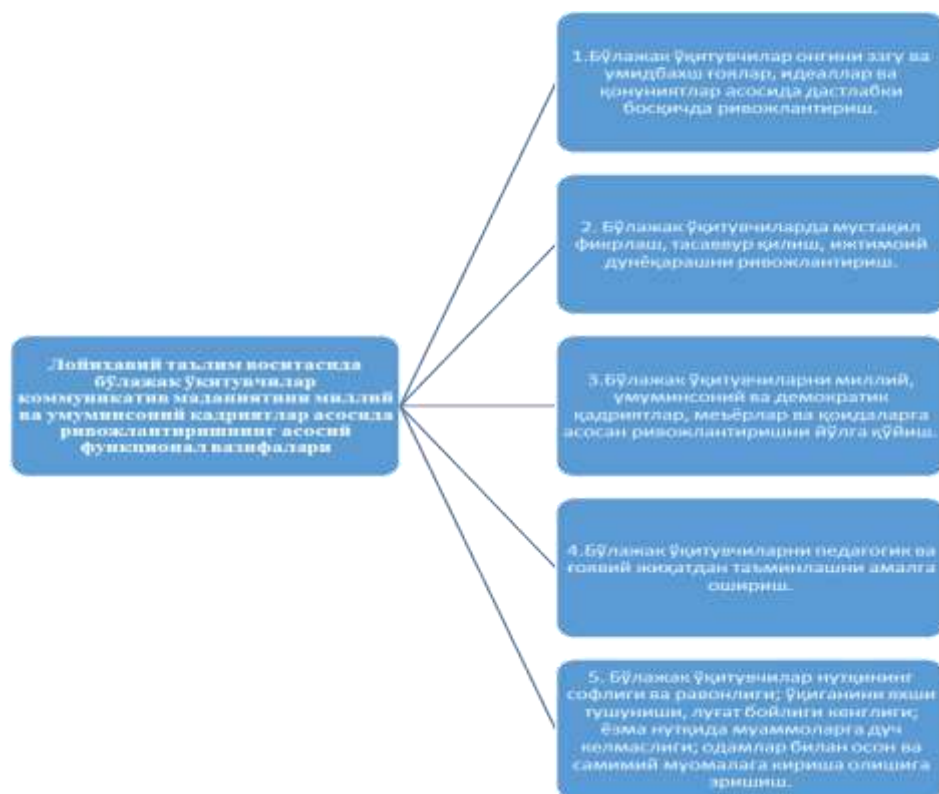 Лойиҳавий таълим воситасида
бўлажак ўқитувчилар
коммуникатив маданиятини миллий
ва умуминсоний қадриятлар асосида
ривожлантиришнинг асосий
функционал вазифалари
1.Бўлажак ўқитувчилар онгини эзгу ва
умидбахш ғоялар, идеаллар ва
қонуниятлар асосида дастлабки
босқичда ривожлантириш.
2. Бўлажак ўқитувчиларда мустақил
фикрлаш, тасаввур қилиш, ижтимоий
дунёқарашни ривожлантириш.
3.Бўлажак ўқитувчиларни миллий,
умуминсоний ва демократик
қадриятлар, меъёрлар ва қоидаларга
асосан ривожлантиришни йўлга қўйиш.
4.Бўлажак ўқитувчиларни педагогик ва
ғоявий жиҳатдан таъминлашни амалга
ошириш.
5. Бўлажак ўқитувчилар нутқининг
софлиги ва равонлиги; ўқиганини яхши
тушуниши, луғат бойлиги кенглиги;
ёзма нутқида муаммоларга дуч
келмаслиги; одамлар билан осон ва
самимий муомалага кириша олишига
эришиш.